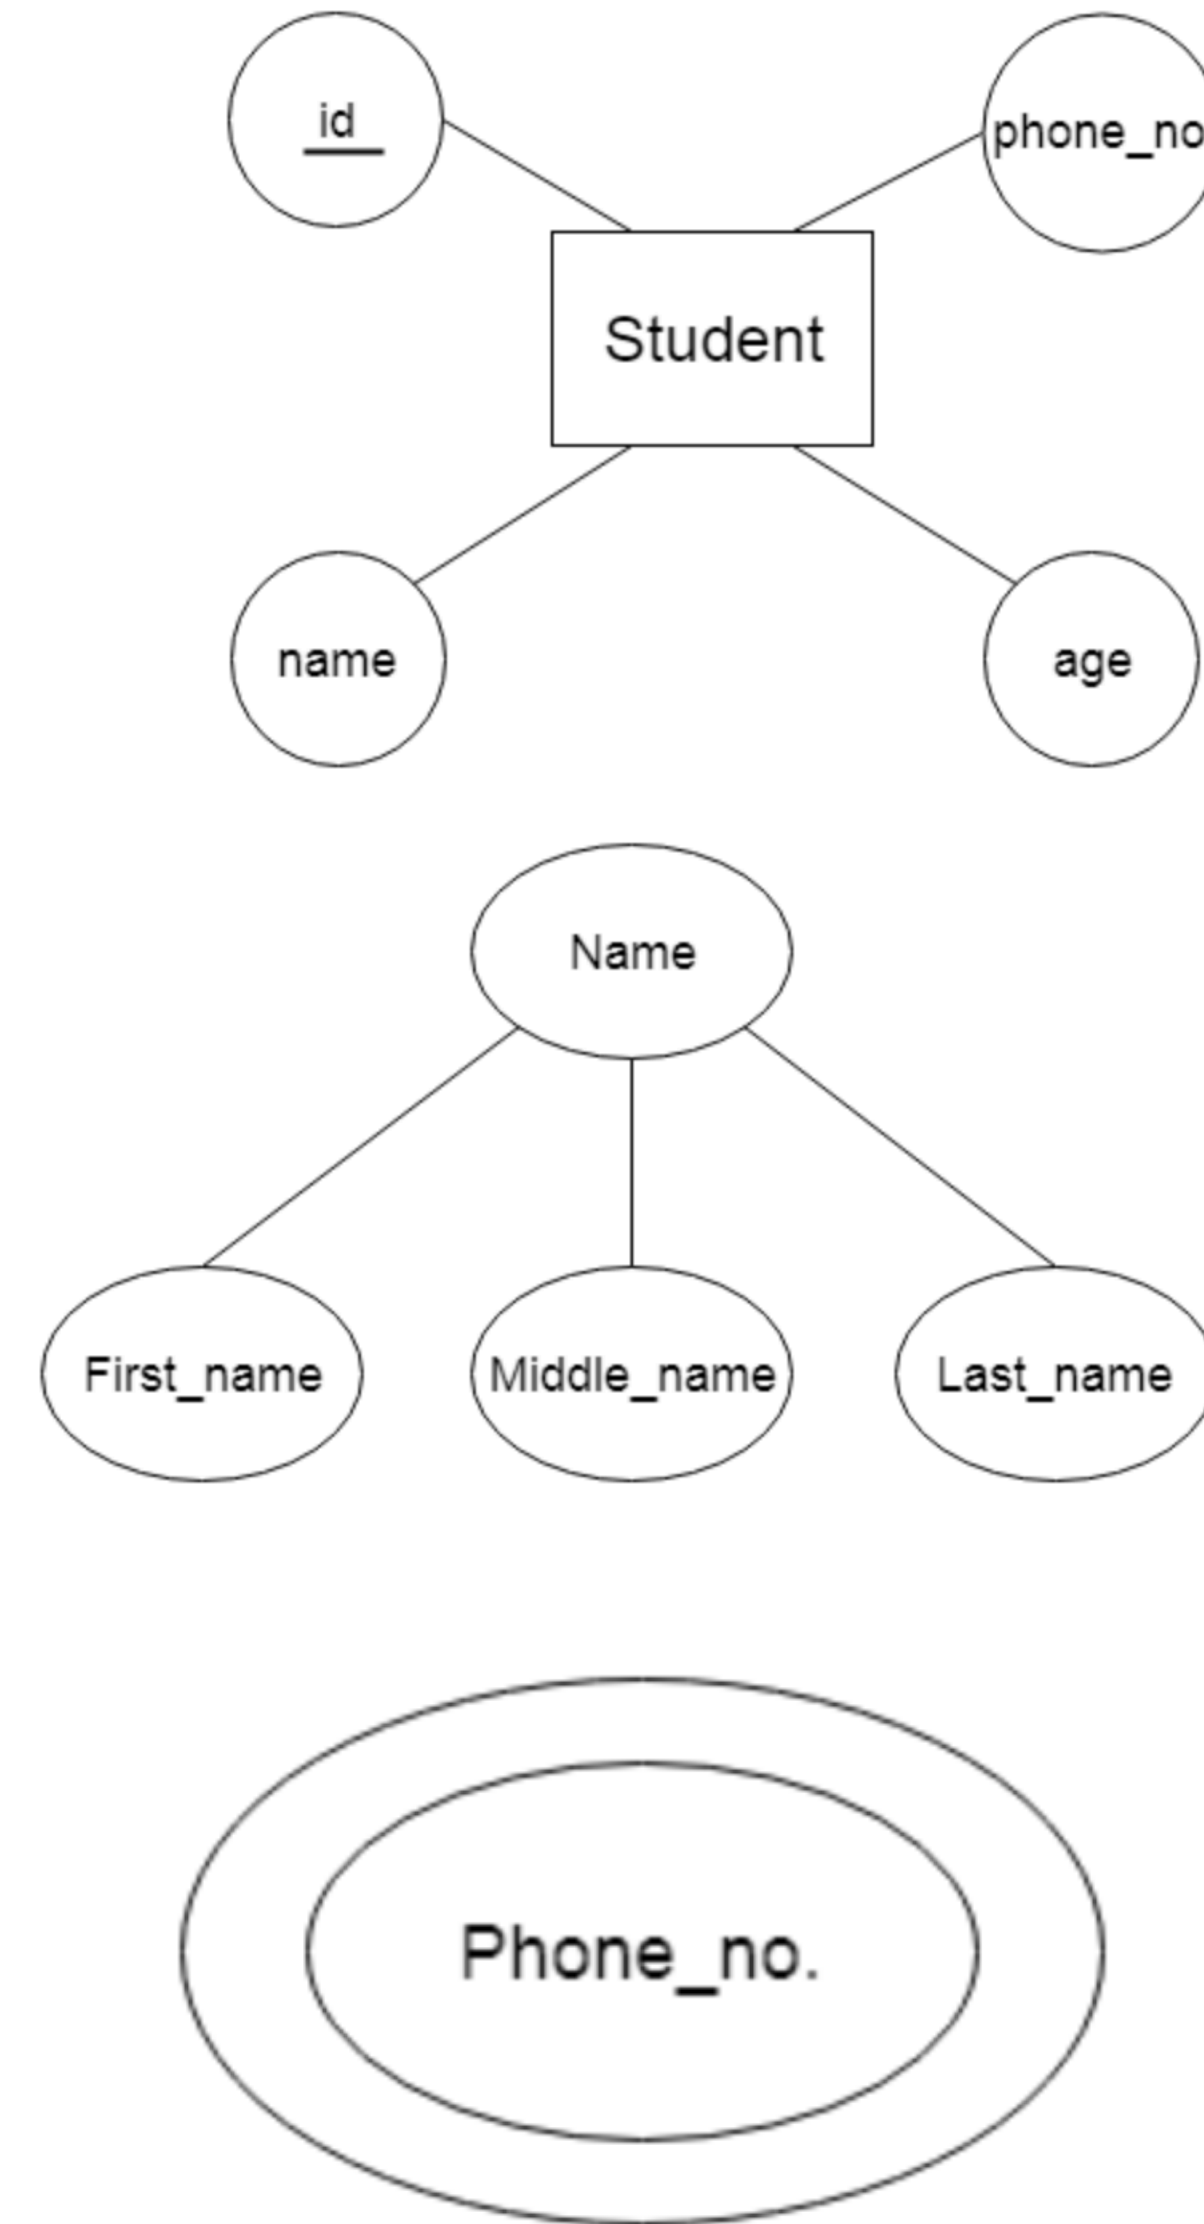 id
phone_no
Student
name
age
Name
First_name
Middle_name
Last_name
Phone_no.